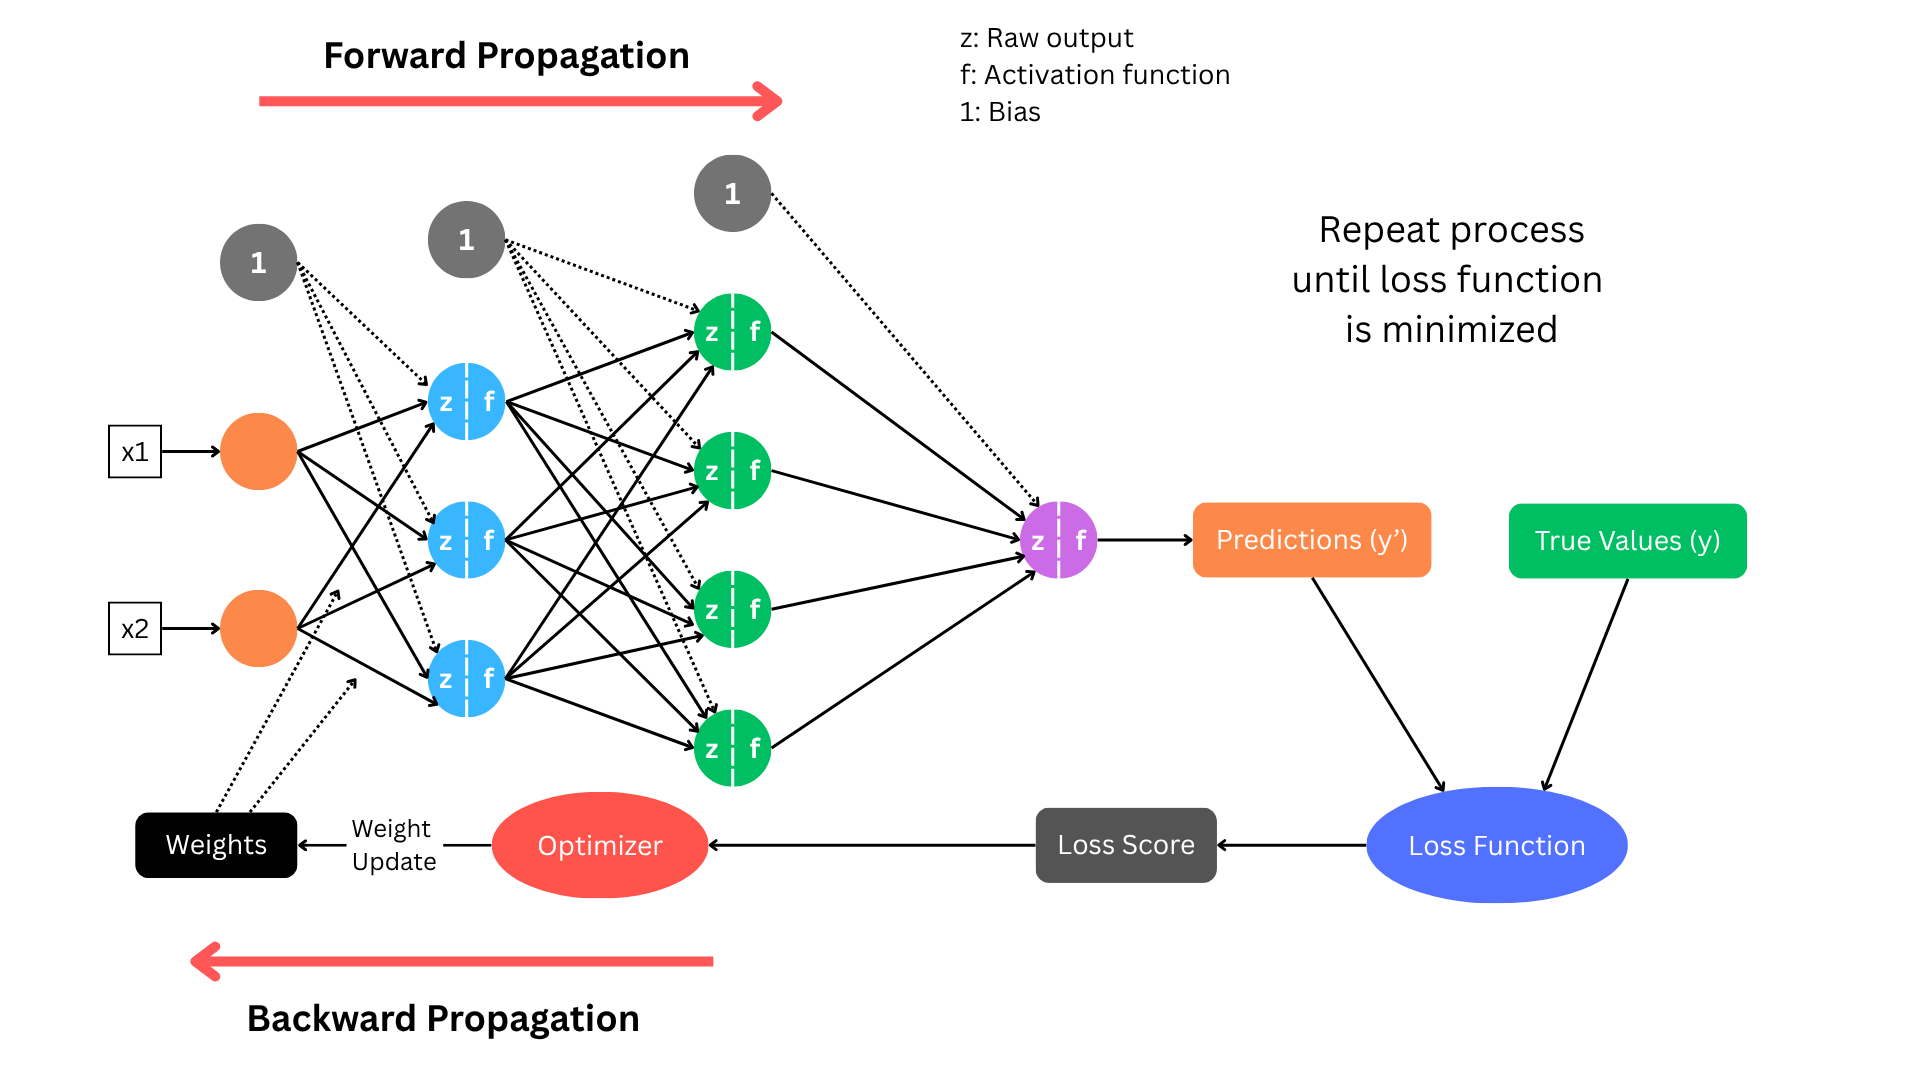 Forward Propagation
z: Raw output
f: Activation function
1: Bias
1
1
1
Repeat process
until loss function
is minimized
z f
z f
x1
z f
z f
z f
Predictions (y’)
True Values (y)
z f
x2
z f
z f
Weights
Weight
Update
Optimizer
Loss Score
Loss Function
Backward Propagation